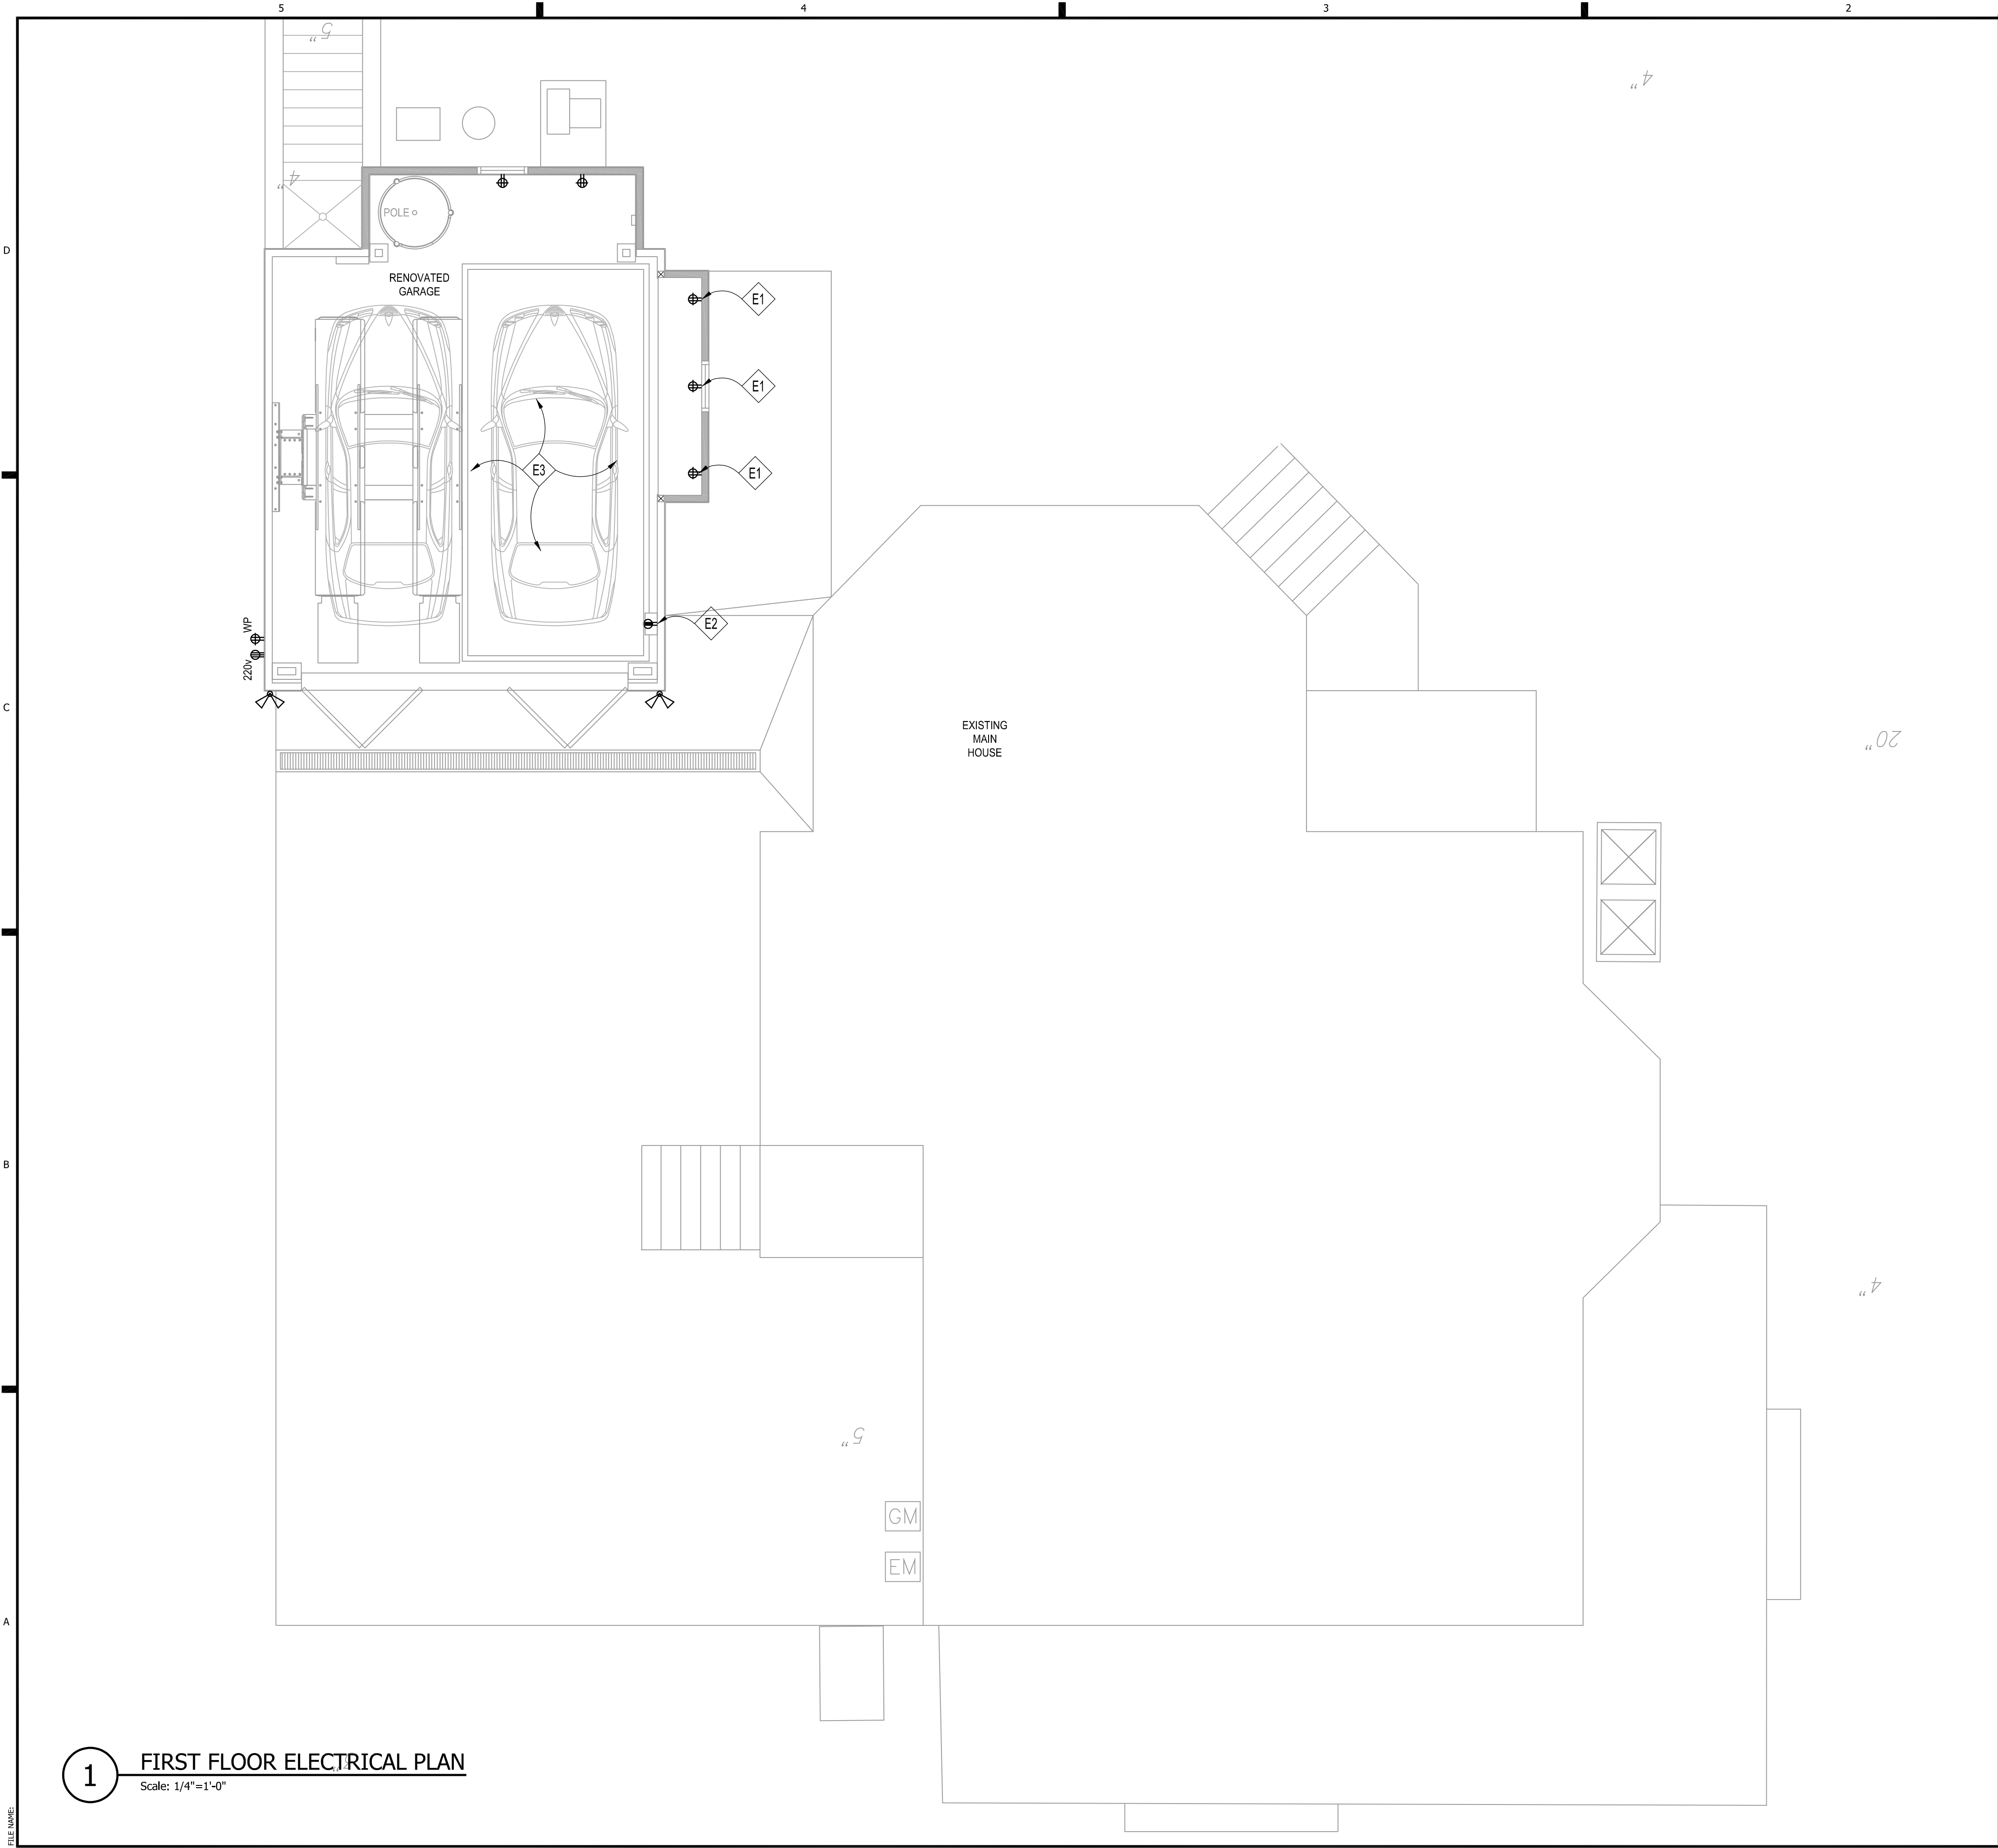 5
4
3
2
5"
4"
4"
POLE
D
RENOVATED
GARAGE
E1
E1
E3
E1
E2
WP
220v
C
EXISTING
MAIN
HOUSE
20"
B
4"
5"
GM
EM
A
1
FIRST FLOOR ELECTRICAL PLAN
Scale: 1/4"=1'-0"
FILE NAME: